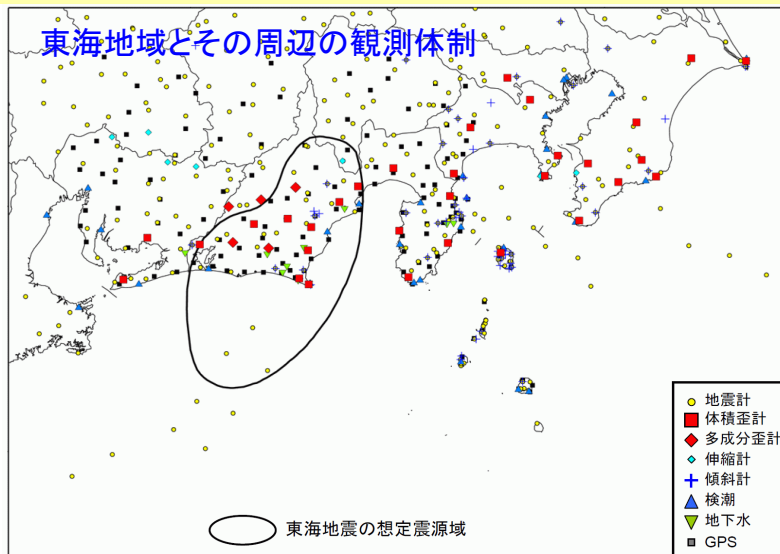 東海地域とその周辺の観測体制
地震計
体積歪計
多成分歪計
伸縮計
傾斜計
検潮
地下水
GPS
東海地震の想定震源域